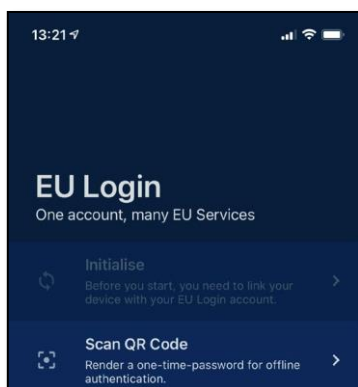 13:21
EU Login
One account, many EU Services
Initialise
Before you start, you need to link your
device with your EU Login account.
Scan QR Code
Render a one-time-password for offline
authentication.